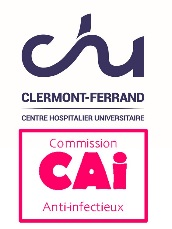 chu
CLERMONT-FERRAND
CENTRE HOSPITALIER UNIVERSITAIRE
Commission
CAi
Anti-infectieux